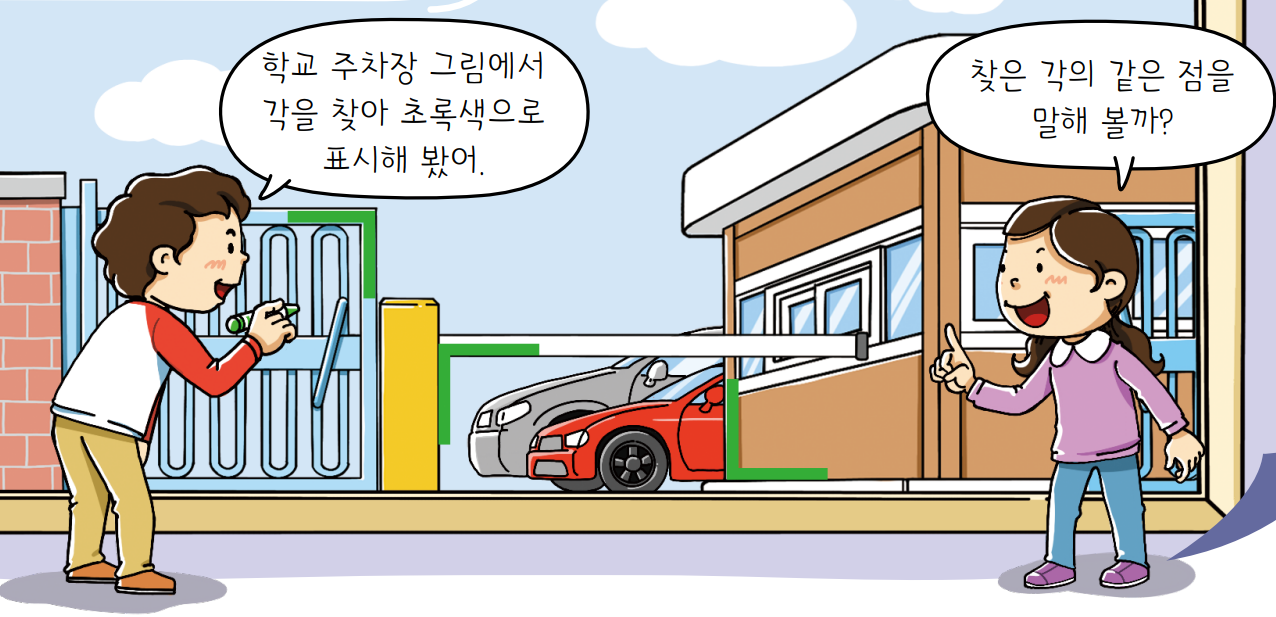 학교 주차장 그림에서
각을 찾아 초록색으로
표시해 봤어.
찾은 각의 같은 점을
말해 볼까?